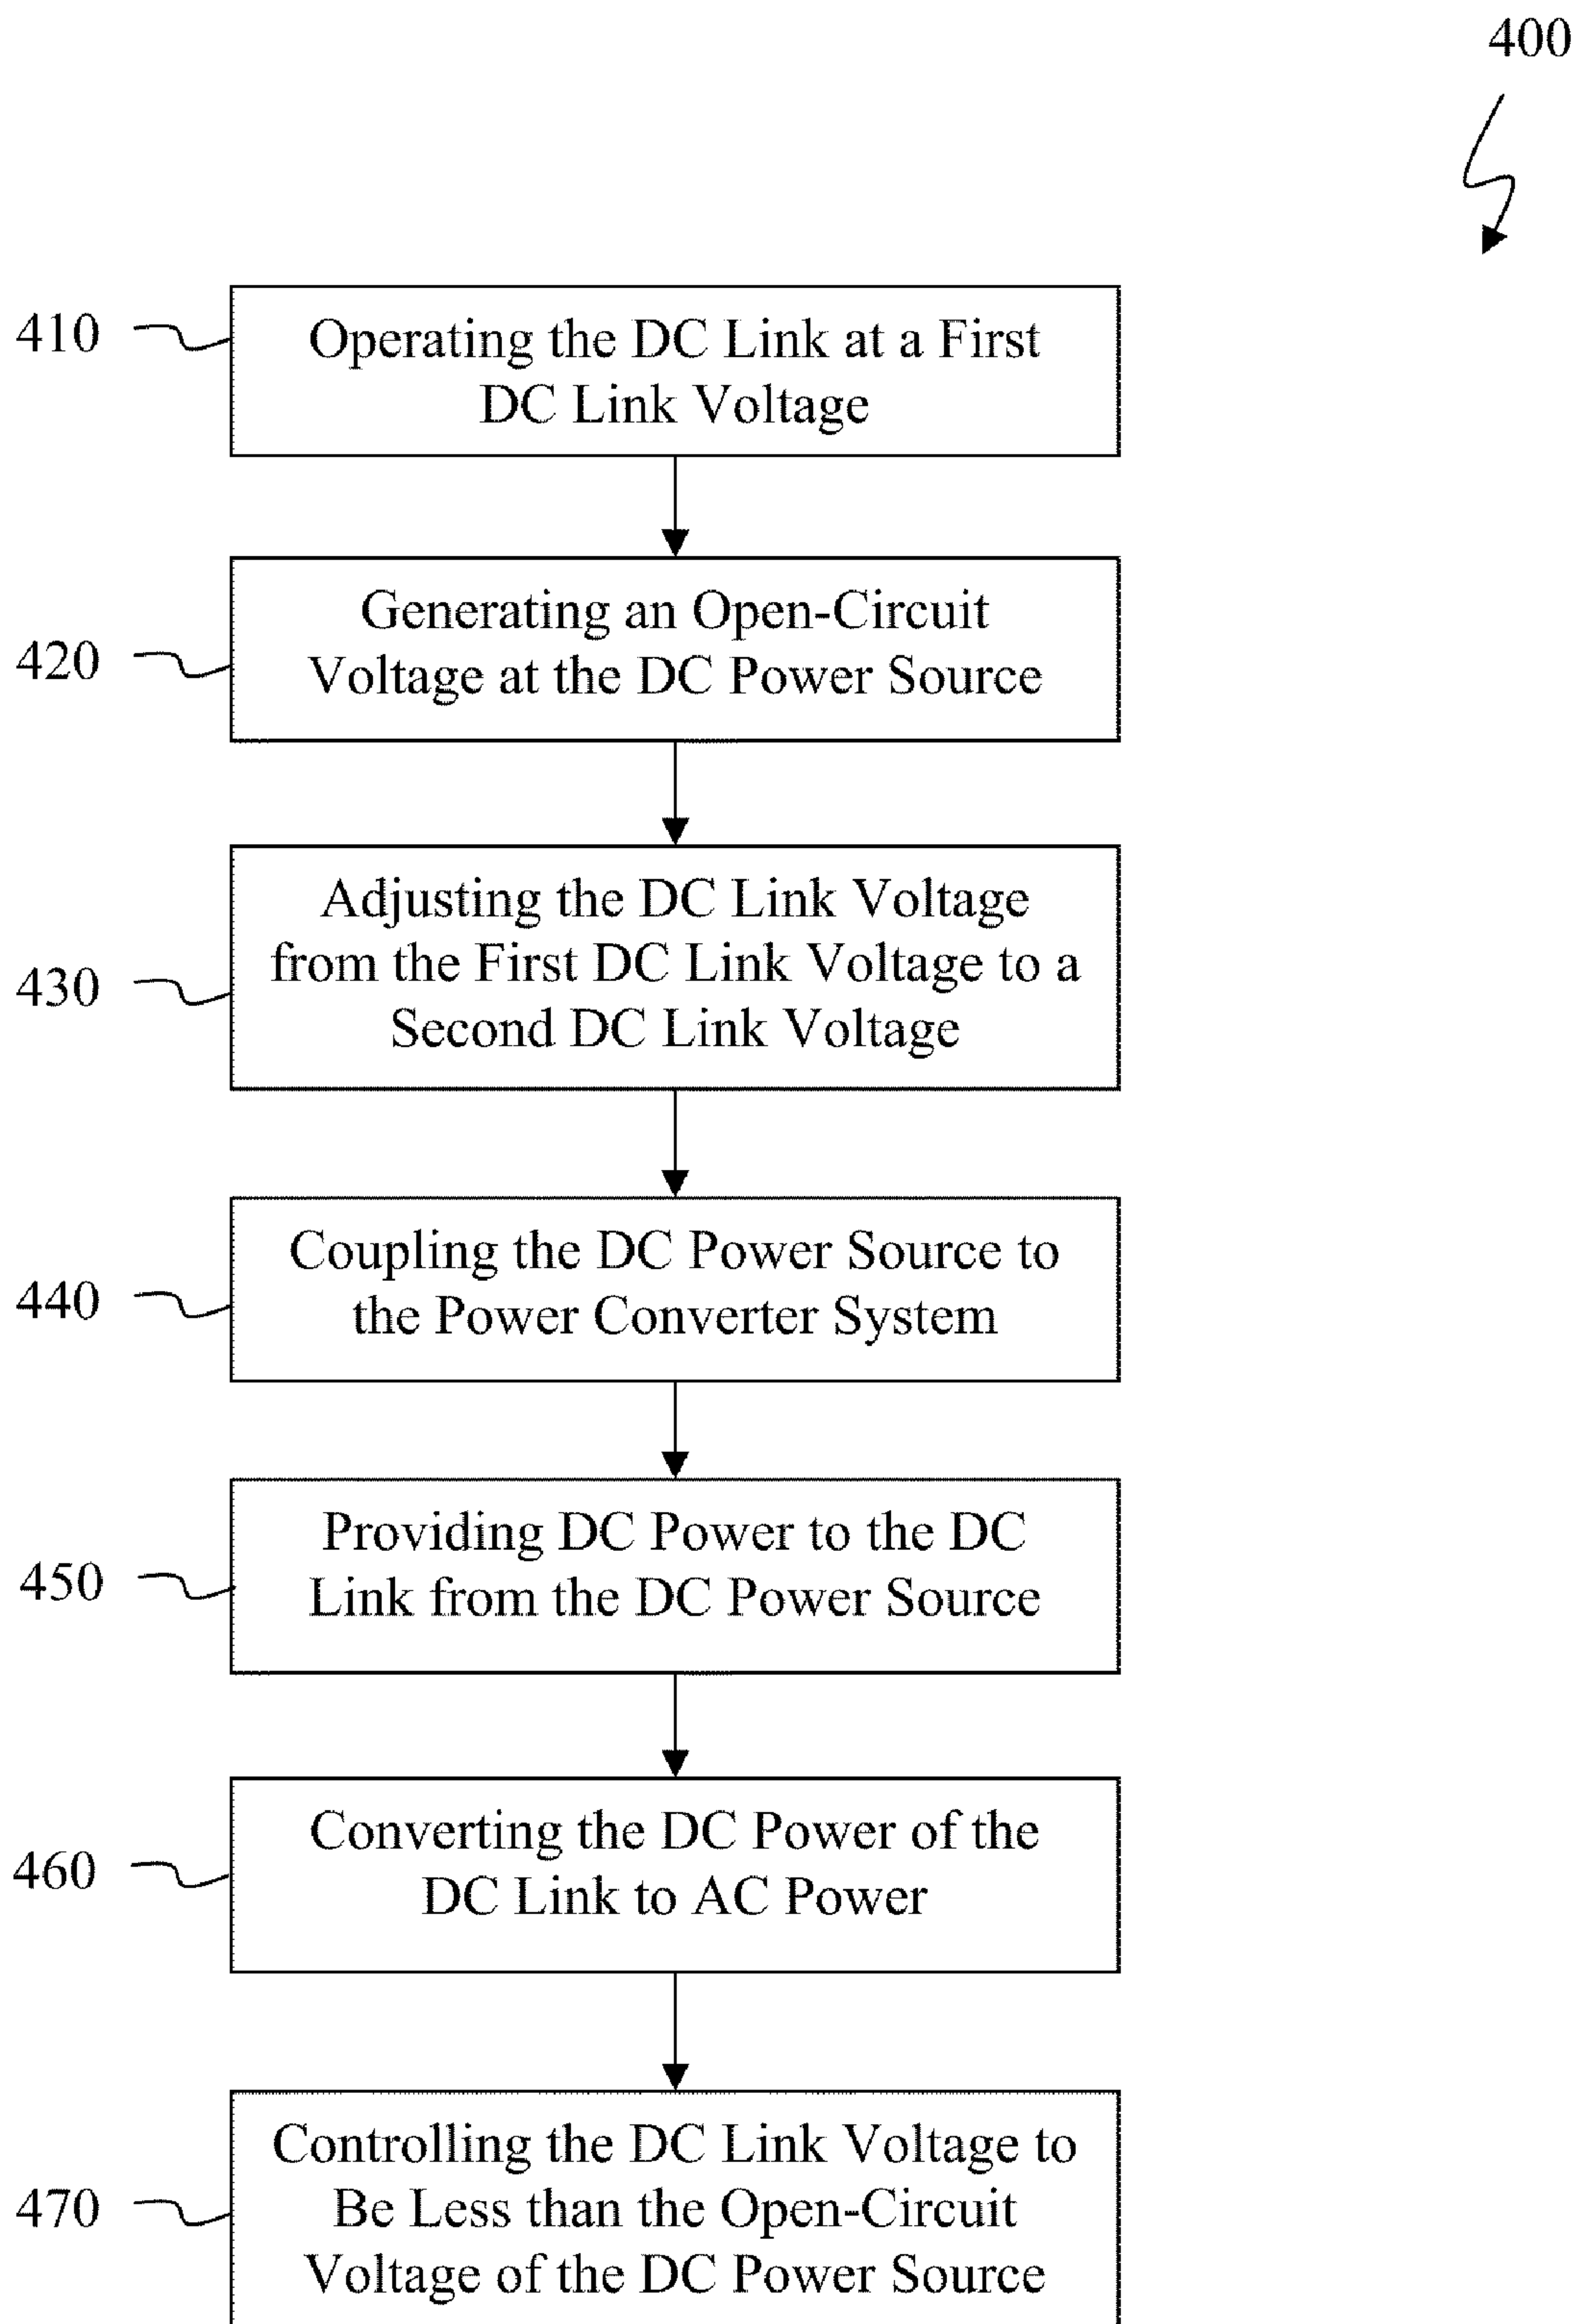 400
410
Operating the DC Link at a First
DC Link Voltage
420
Generating an Open-Circuit
Voltage at the DC Power Source
430
Adjusting the DC Link Voltage
from the First DC Link Voltage to a
Second DC Link Voltage
440
Coupling the DC Power Source to
the Power Converter System
450
Providing DC Power to the DC
Link from the DC Power Source
460
Converting the DC Power of the
DC Link to AC Power
470
Controlling the DC Link Voltage to
Be Less than the Open-Circuit
Voltage of the DC Power Source